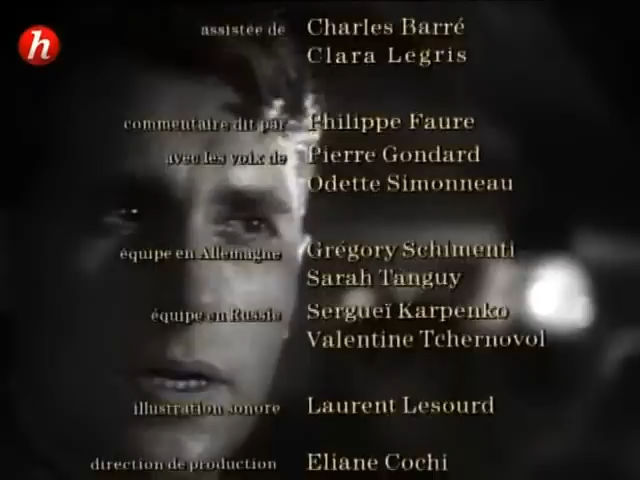 h
assistée de Charles Barré
Clara Legris
commentaire dit par Philippe Faure
avec les voix de Pierre Gondard
Odette Simonneau
équipe en Allemagne Grégory Schimenti
Sarah Tanguy
équipe en Russie Sergueï Karpenko
Valentine Tchernovol
illustration sonore Laurent Lesourd
direction de production Eliane Cochi